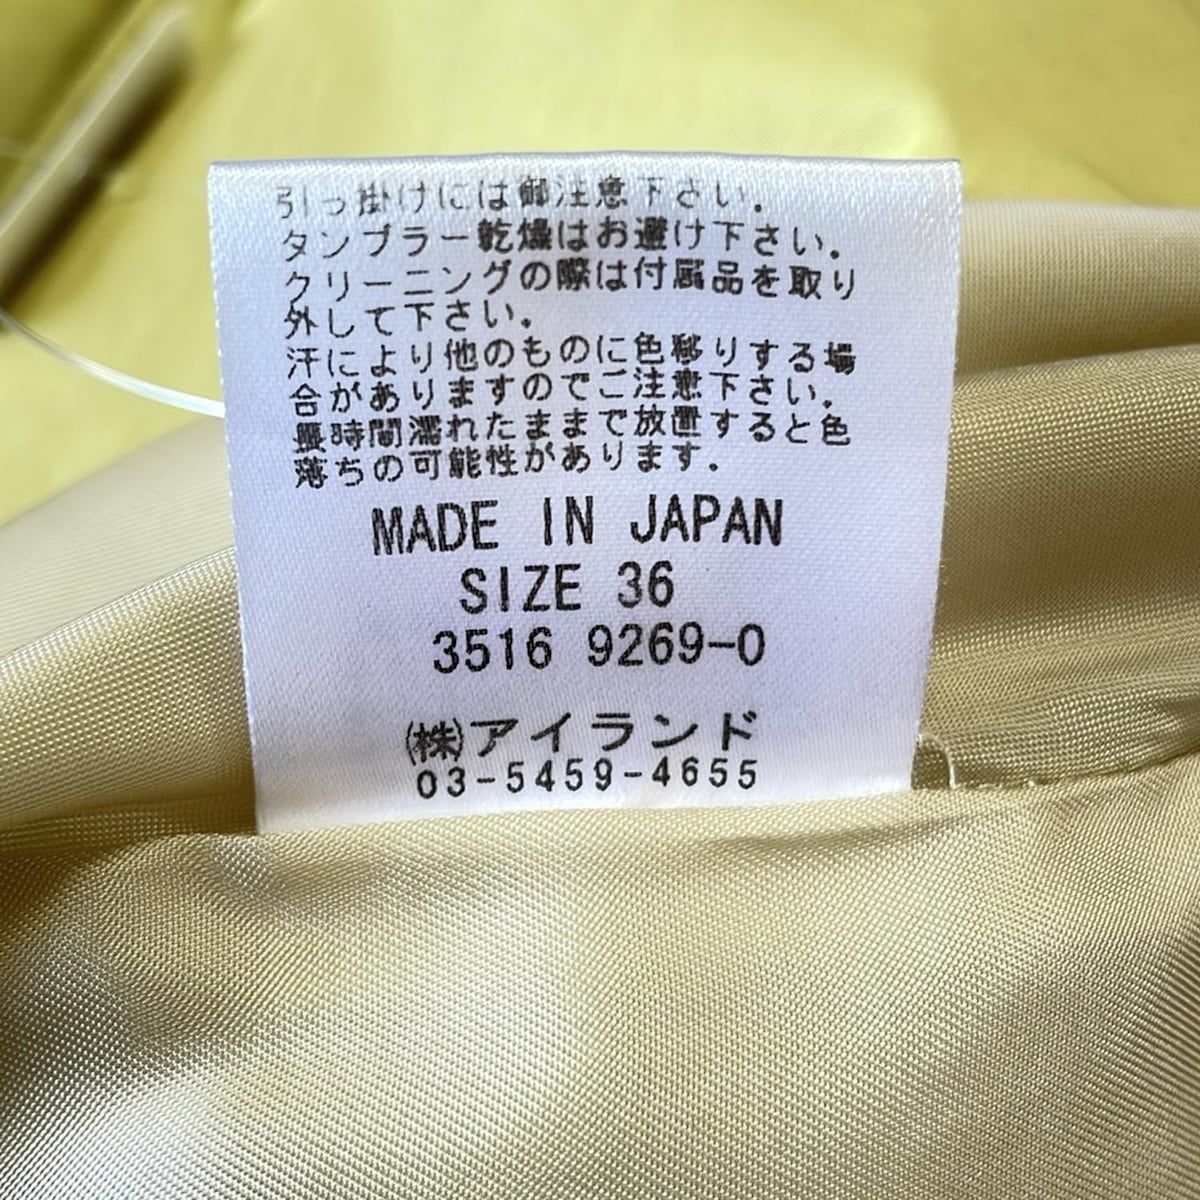 引っ掛けには御注意下さい.
タンブラー乾燥はお避け下さい.
クリーニングの際は付属品を取り
外して下さい.
汗により他のものに色移りする場
合がありますのでご注意下さい.
長時間濡れたままで放置すると色
落ちの可能性があります.
MADE IN JAPAN
SIZE 36
3516 9269-0
(株)アイランド
03-5459-4655